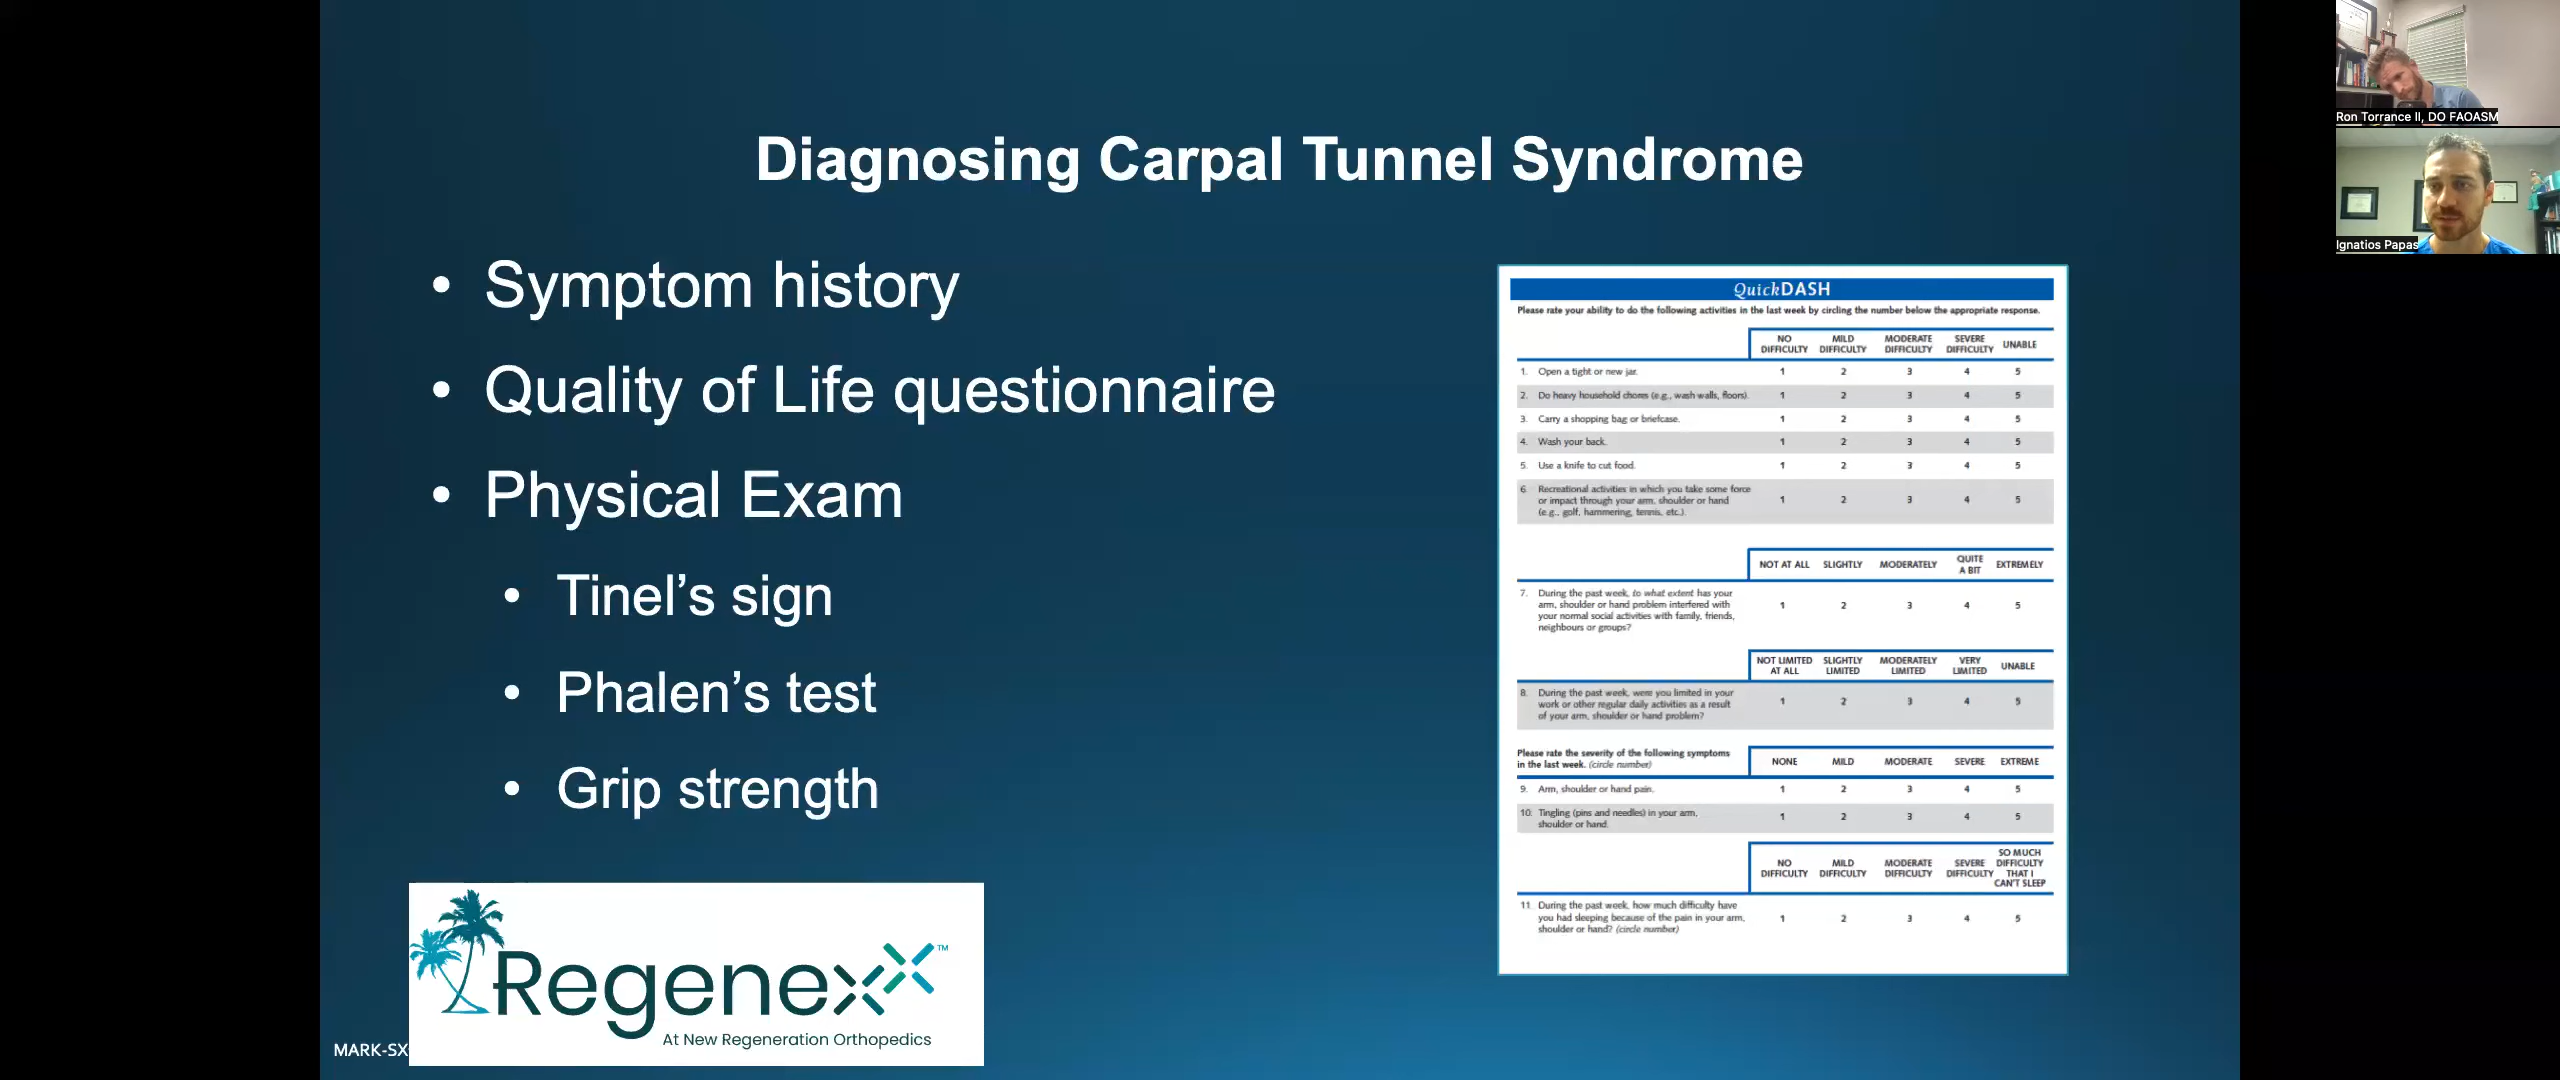 Diagnosing Carpal Tunnel Syndrome
• Symptom history
• Quality of Life questionnaire
• Physical Exam
• Tinel’s sign
• Phalen’s test
• Grip strength
QuickDASH
Please rate your ability to do the following activities in the last week by circling the number below the appropriate response.
NO DIFFICULTY MILD DIFFICULTY MODERATE DIFFICULTY SEVERE DIFFICULTY UNABLE
1. Open a tight or new jar. 1 2 3 4 5
2. Do heavy household chores (e.g., wash walls, floors). 1 2 3 4 5
3. Carry a shopping bag or briefcase. 1 2 3 4 5
4. Wash your back. 1 2 3 4 5
5. Use a knife to cut food. 1 2 3 4 5
6. Recreational activities in which you take some force
or impact through your arm, shoulder or hand 1 2 3 4 5
(e.g., golf, hammering, tennis, etc.).
NOT AT ALL SLIGHTLY MODERATELY QUITE A BIT EXTREMELY
7. During the past week, to what extent has your
arm, shoulder or hand problem interfered with 1 2 3 4 5
your normal social activities with family, friends,
neighbours or groups?
NOT LIMITED AT ALL SLIGHTLY LIMITED MODERATELY LIMITED VERY LIMITED UNABLE
8. During the past week, were you limited in your
work or other regular daily activities as a result 1 2 3 4 5
of your arm, shoulder or hand problem?
Please rate the severity of the following symptoms
in the last week. (circle number) NONE MILD MODERATE SEVERE EXTREME
9. Arm, shoulder or hand pain. 1 2 3 4 5
10. Tingling (pins and needles) in your arm,
shoulder or hand. 1 2 3 4 5
NO DIFFICULTY MILD DIFFICULTY MODERATE DIFFICULTY SEVERE DIFFICULTY SO MUCH DIFFICULTY THAT I CAN'T SLEEP
11. During the past week, how much difficulty have
you had sleeping because of the pain in your arm, 1 2 3 4 5
shoulder or hand? (circle number)
Regenexx™
At New Regeneration Orthopedics
MARK-SX
Ron Torrance II, DO FAOASM
Ignatios Papas